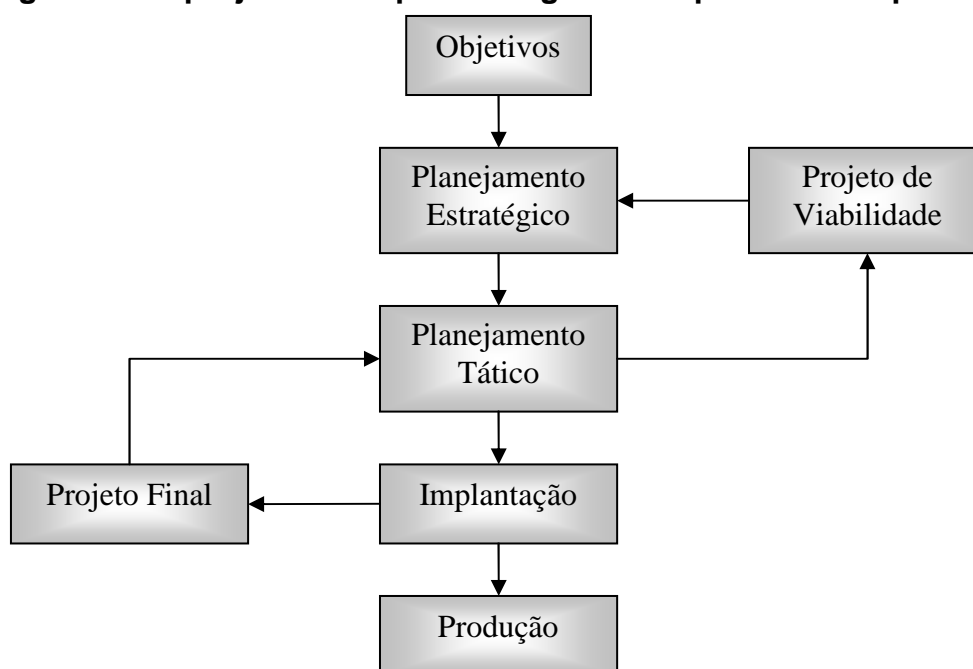 Objetivos
Planejamento
Estratégico
Projeto de
Viabilidade
Planejamento
Tático
Projeto Final
Implantação
Produção